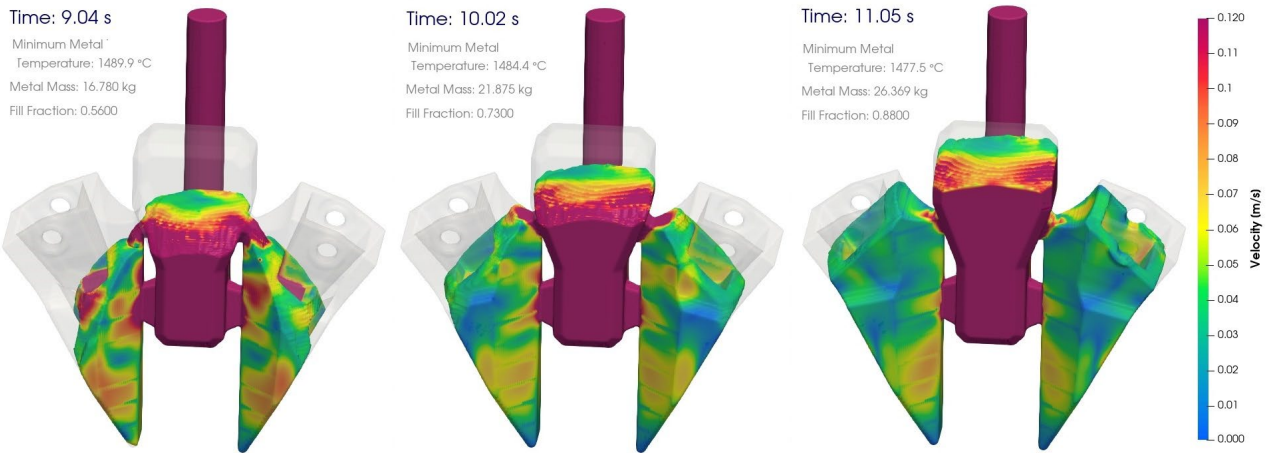 Time: 9.04 s
Minimum Metal
Temperature: 1489.9 °C
Metal Mass: 16.780 kg
Fill Fraction: 0.5600
Time: 10.02 s
Minimum Metal
Temperature: 1484.4 °C
Metal Mass: 21.875 kg
Fill Fraction: 0.7300
Time: 11.05 s
Minimum Metal
Temperature: 1477.5 °C
Metal Mass: 26.369 kg
Fill Fraction: 0.8800
0.120
0.11
0.10
0.09
0.08
0.07
0.06
0.05
0.04
0.03
0.02
0.01
0.000
Velocity (m/s)